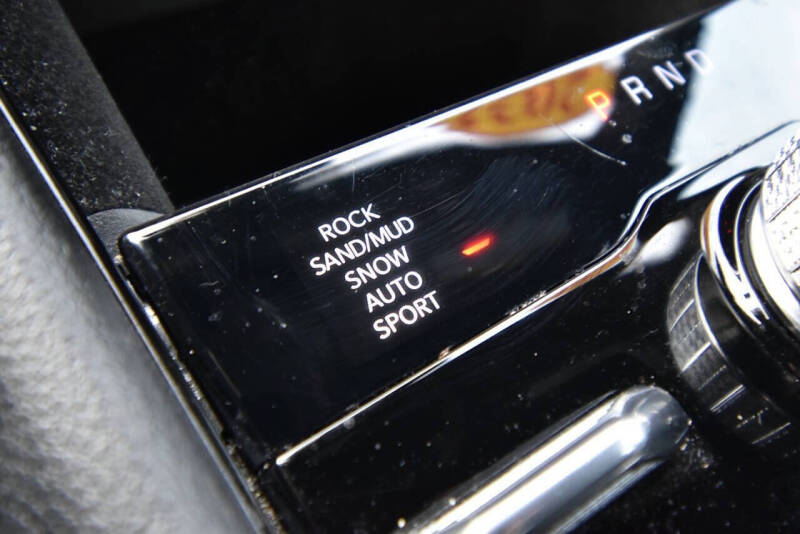 P R N D
ROCK
SAND/MUD
SNOW
AUTO
SPORT